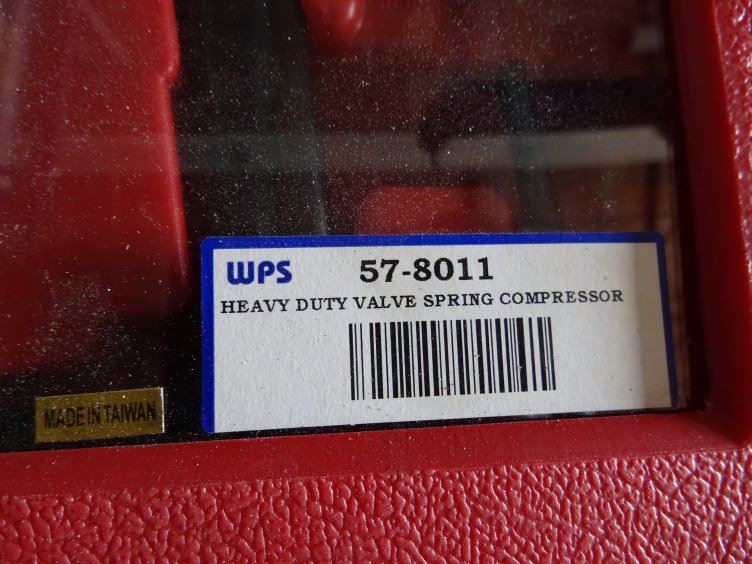 WPS 57-8011
HEAVY DUTY VALVE SPRING COMPRESSOR
MADE IN TAIWAN